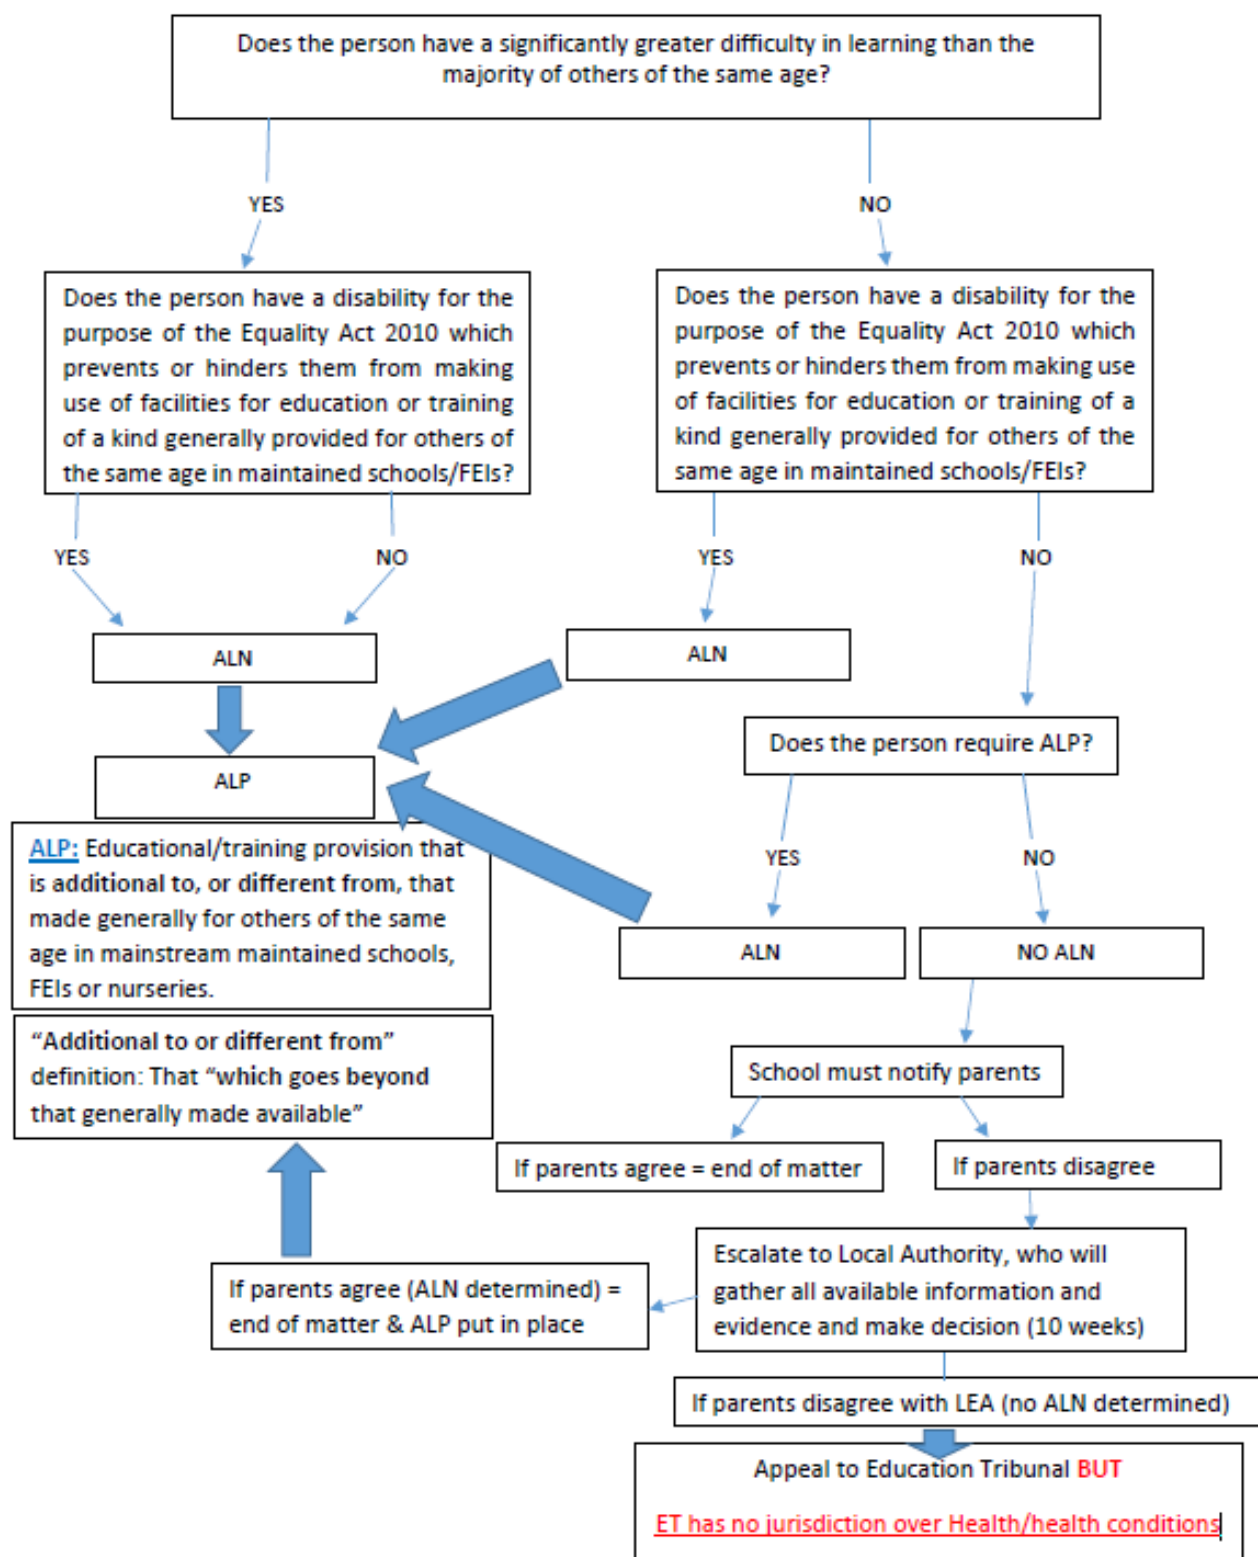 Does the person have a significantly greater difficulty in learning than the
majority of others of the same age?
YES
NO
Does the person have a disability for the
purpose of the Equality Act 2010 which
prevents or hinders them from making
use of facilities for education or training
of a kind generally provided for others of
the same age in maintained schools/FEIs?
Does the person have a disability for the
purpose of the Equality Act 2010 which
prevents or hinders them from making use
of facilities for education or training of a
kind generally provided for others of the
same age in maintained schools/FEIs?
YES
NO
YES
NO
ALN
ALN
Does the person require ALP?
ALP
YES
NO
ALP: Educational/training provision that
is additional to, or different from, that
made generally for others of the same
age in mainstream maintained schools,
FEIs or nurseries.
ALN
NO ALN
"Additional to or different from"
definition: That "which goes beyond
that generally made available"
School must notify parents
If parents agree = end of matter
If parents disagree
Escalate to Local Authority, who will
gather all available information and
evidence and make decision (10 weeks)
If parents agree (ALN determined) =
end of matter & ALP put in place
If parents disagree with LEA (no ALN determined)
Appeal to Education Tribunal BUT
ET has no jurisdiction over Health/health conditions